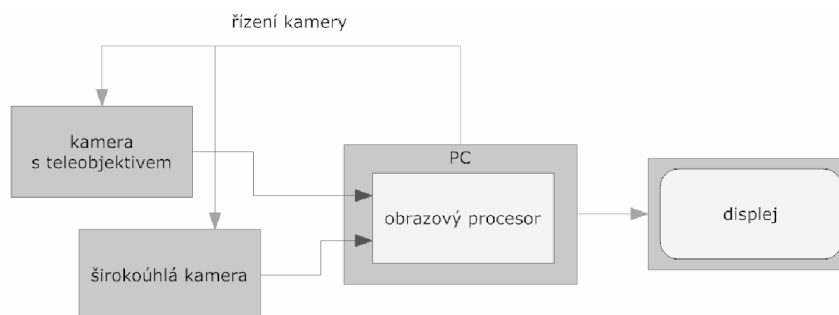 řízení kamery
kamera
s teleobjektivem
PC
obrazový procesor
displej
širokoúhlá kamera